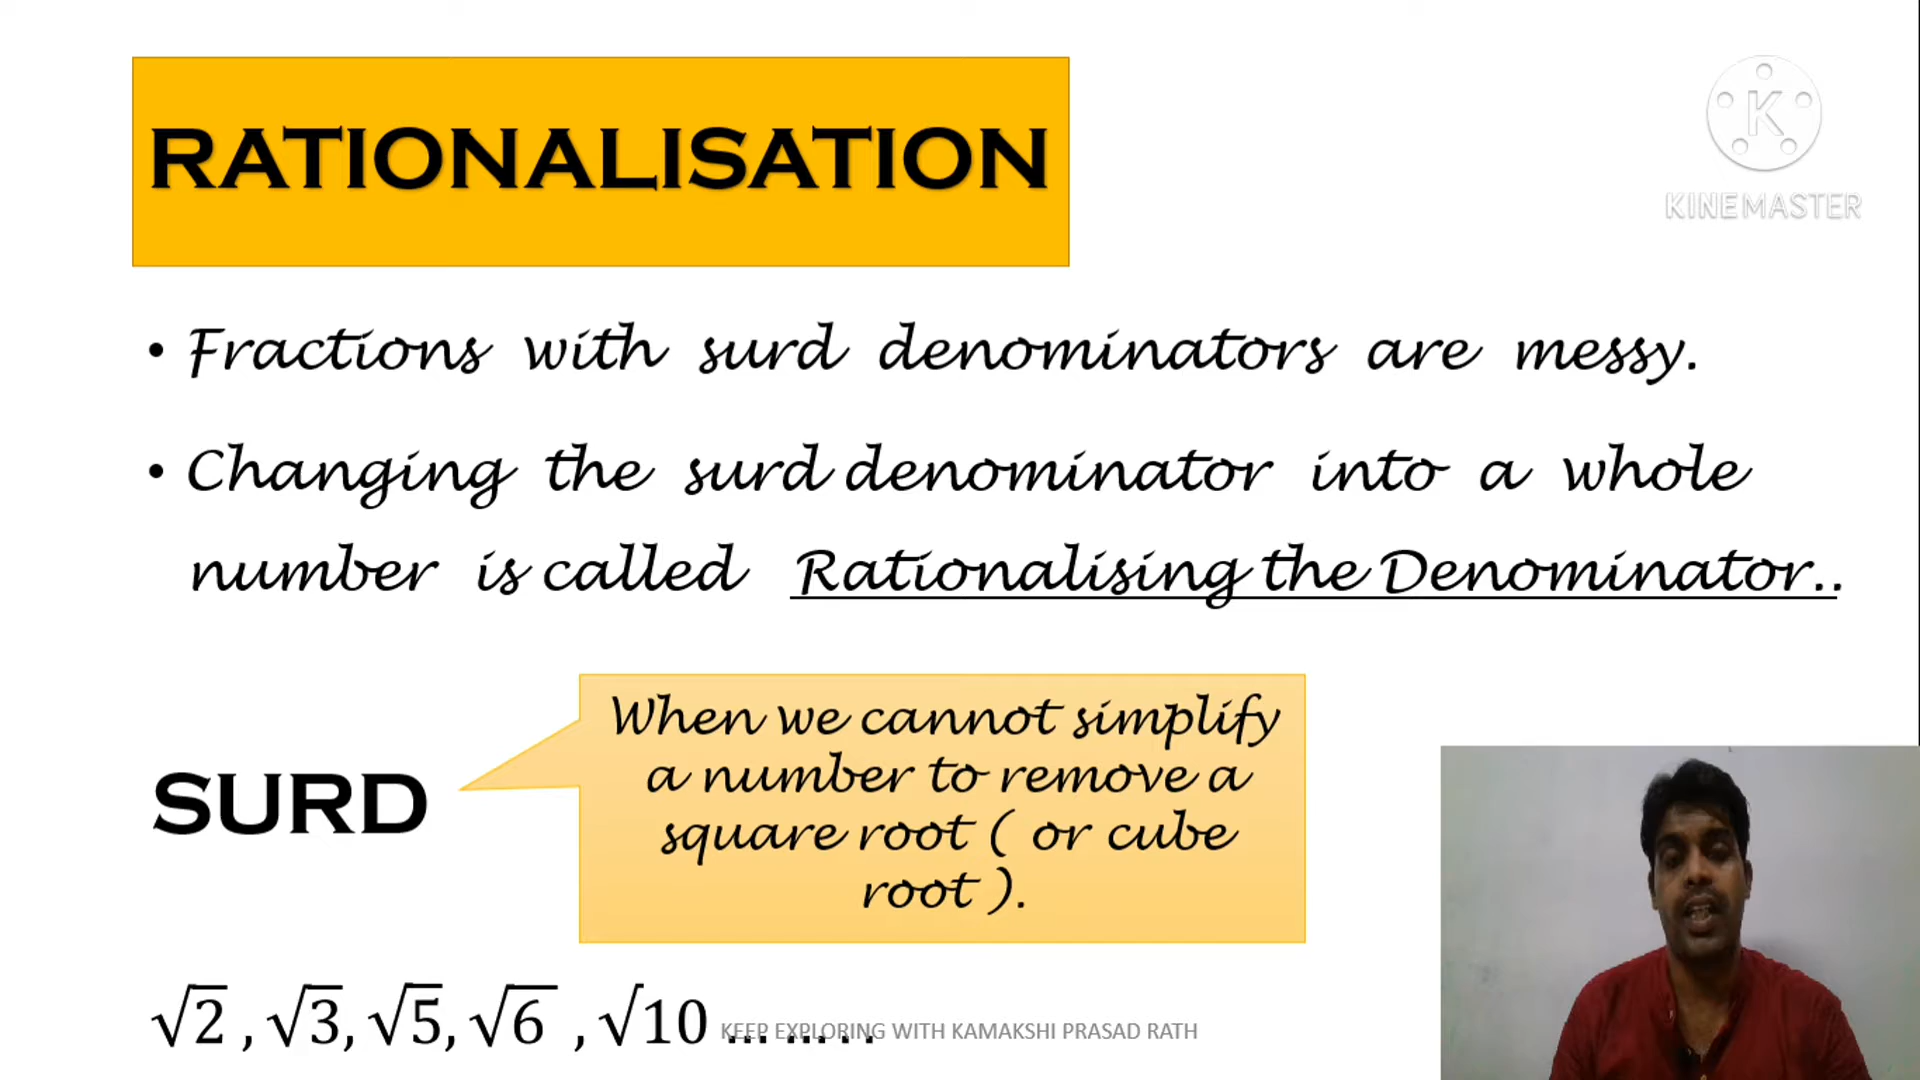 RATIONALISATION
K
KINEMASTER
• Fractions with surd denominators are messy.
• Changing the surd denominator into a whole
number is called Rationalising the Denominator..
When we cannot simplify
a number to remove a
square root ( or cube
root ).
SURD
√2 , √3, √5, √6 , √10 ... ... . .
KEEP EXPLORING WITH KAMAKSHI PRASAD RATH